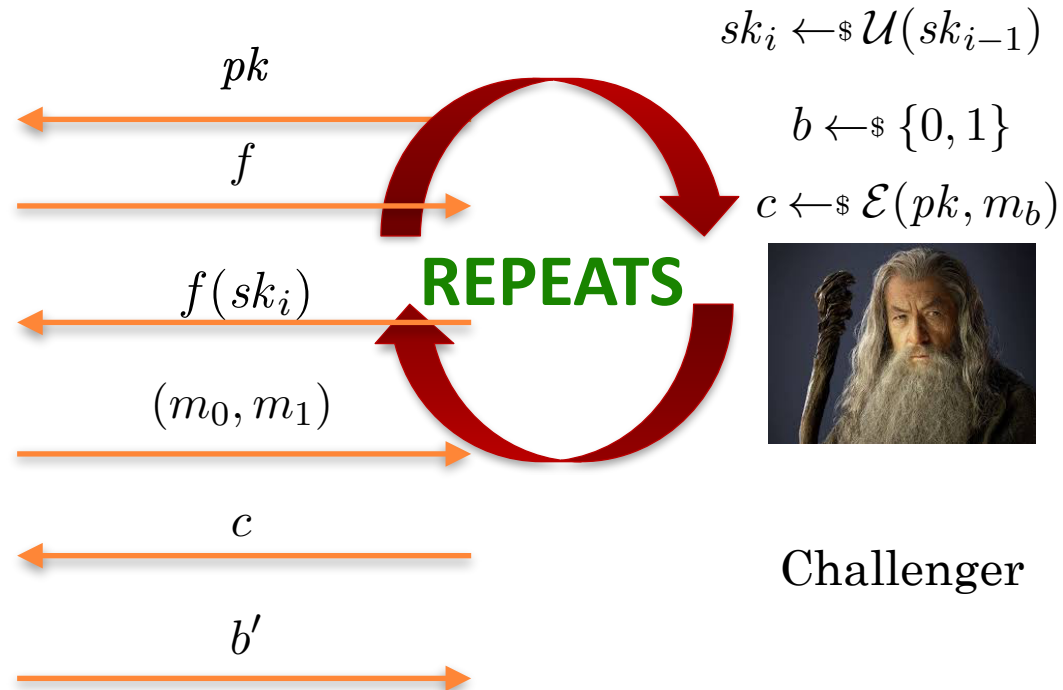 sk_i ←$ U(sk_{i−1})
pk
b ←$ {0, 1}
f
c ←$ E(pk, m_b)
REPEATS
f(sk_i)
(m_0, m_1)
c
Challenger
b′